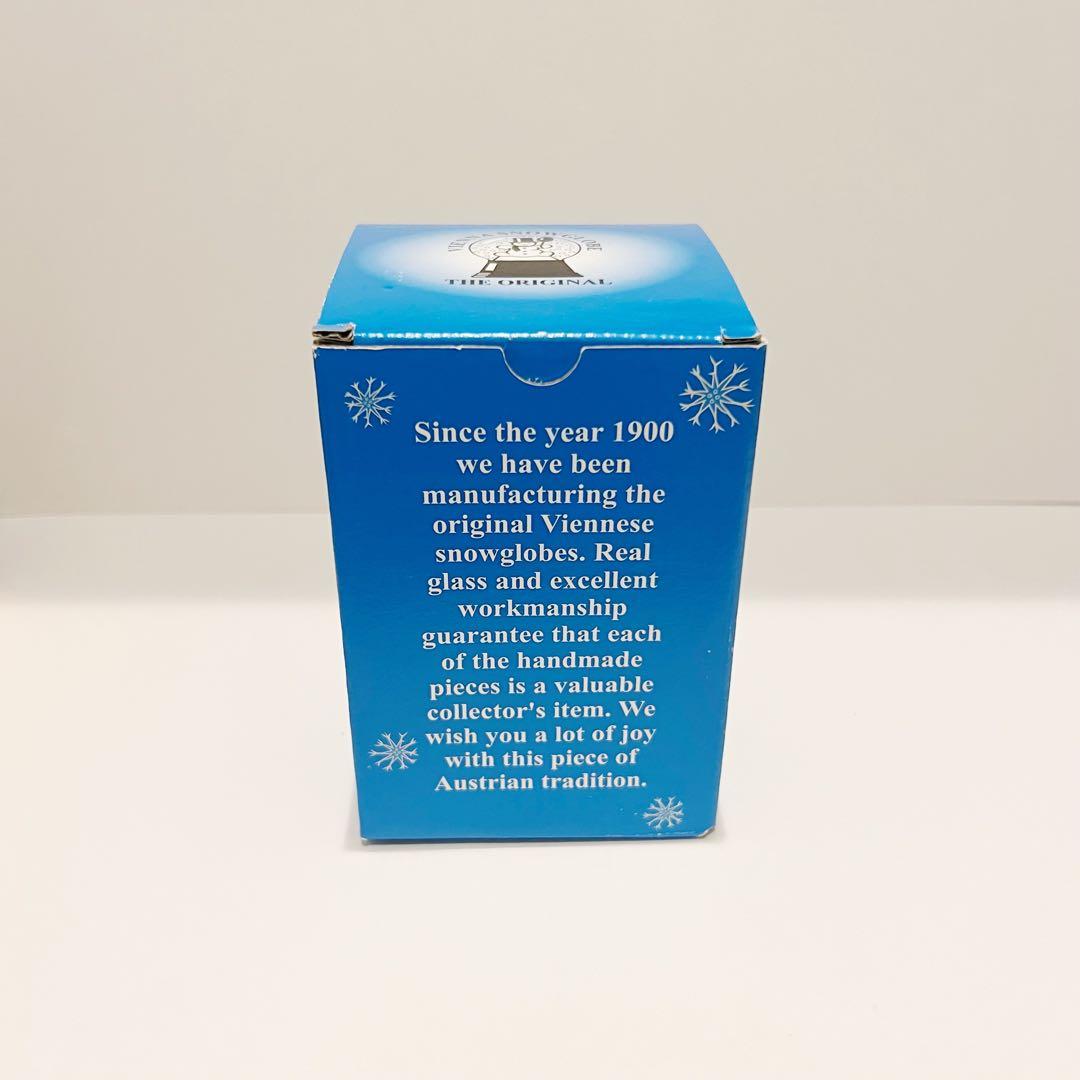 VIENNA SNOWGLOBE
THE ORIGINAL
Since the year 1900
we have been
manufacturing the
original Viennese
snowglobes. Real
glass and excellent
workmanship
guarantee that each
of the handmade
pieces is a valuable
collector's item. We
wish you a lot of joy
with this piece of
Austrian tradition.